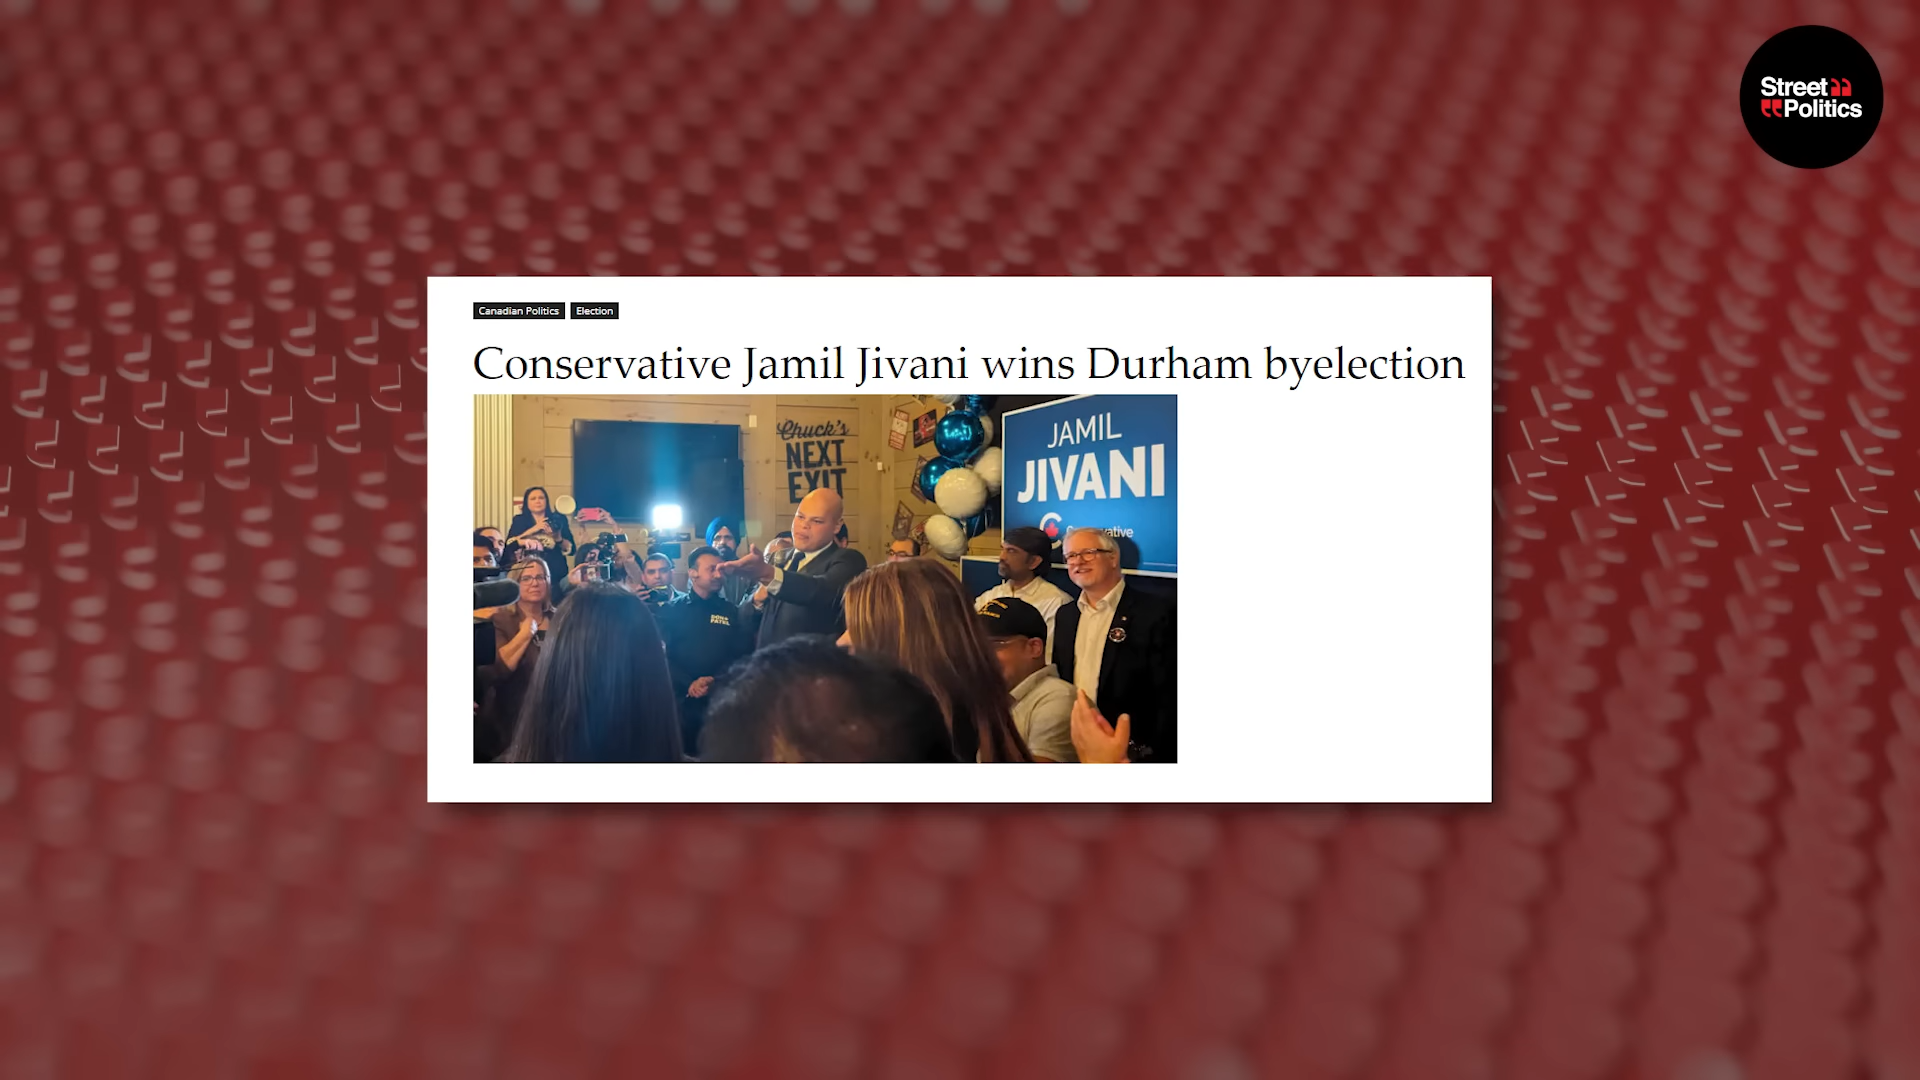 Street
Politics
Canadian Politics Election
Conservative Jamil Jivani wins Durham byelection
Chuck's
NEXT
EXIT
JAMIL
JIVANI